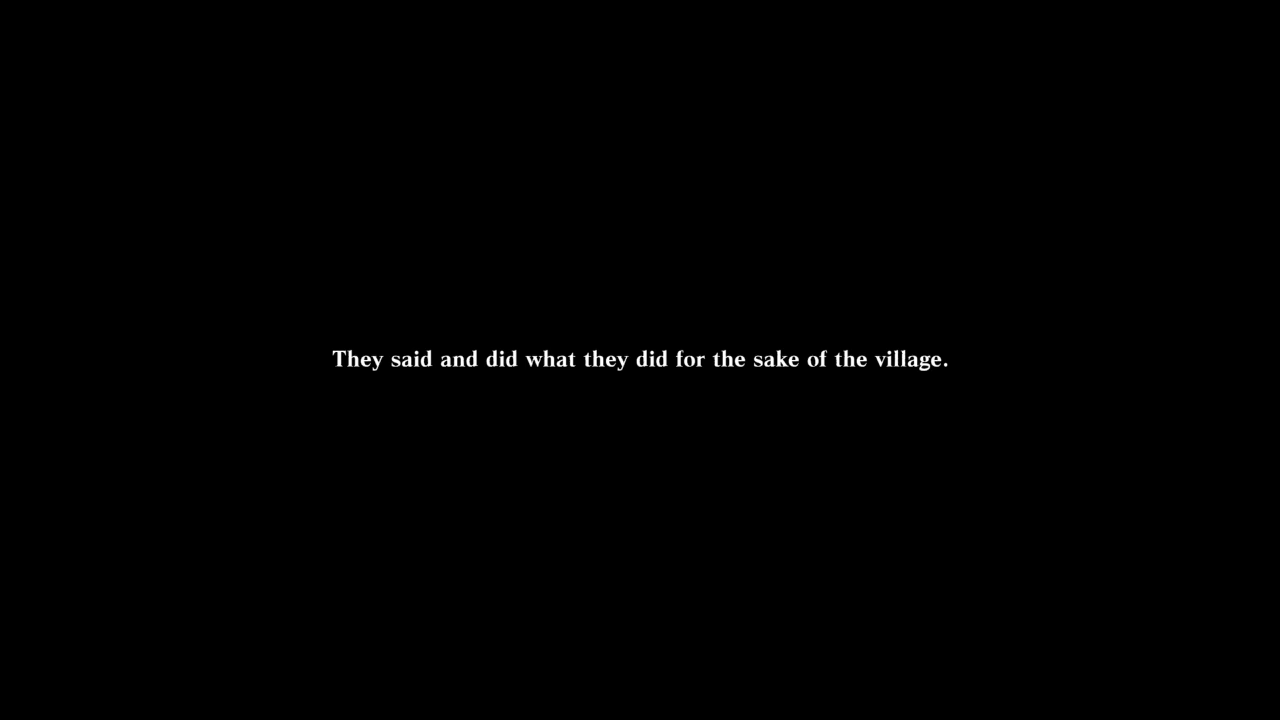 They said and did what they did for the sake of the village.